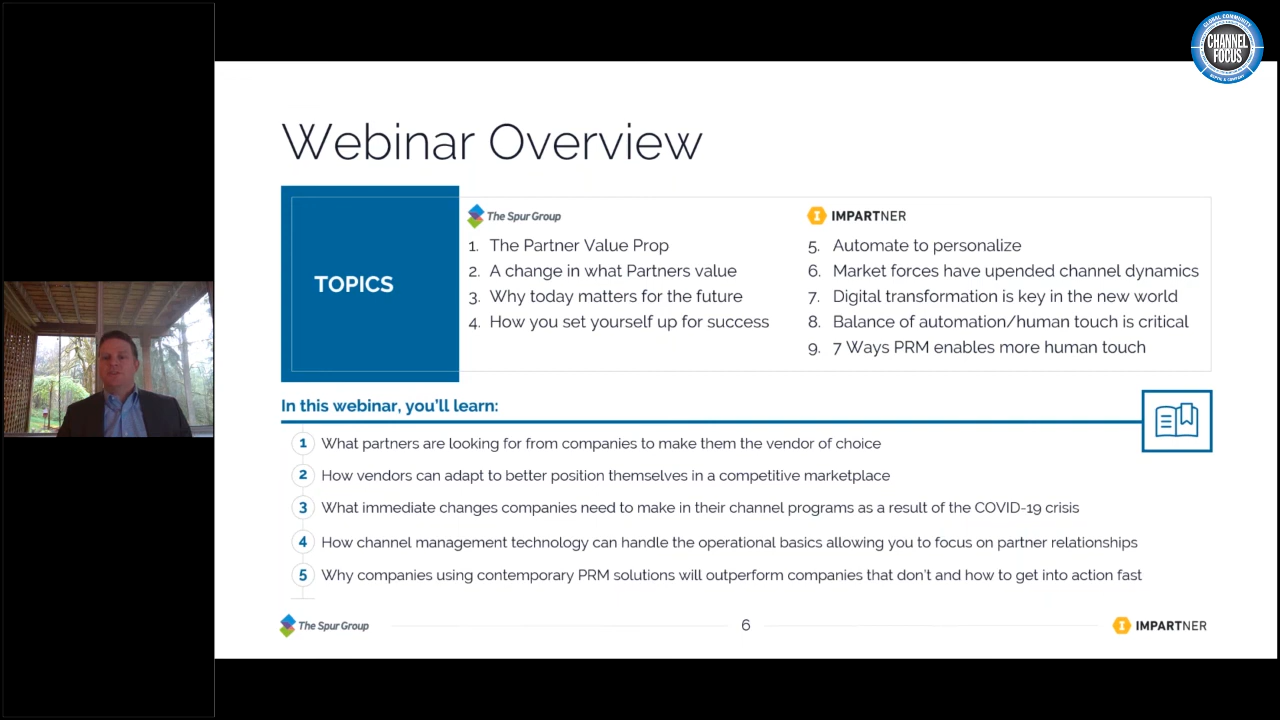 GLOBAL COMMUNITY
CHANNEL
FOCUS
Webinar Overview
TOPICS
The Spur Group
1. The Partner Value Prop
2. A change in what Partners value
3. Why today matters for the future
4. How you set yourself up for success
IMPARTNER
5. Automate to personalize
6. Market forces have upended channel dynamics
7. Digital transformation is key in the new world
8. Balance of automation/human touch is critical
9. 7 Ways PRM enables more human touch
In this webinar, you'll learn:
1 What partners are looking for from companies to make them the vendor of choice
2 How vendors can adapt to better position themselves in a competitive marketplace
3 What immediate changes companies need to make in their channel programs as a result of the COVID-19 crisis
4 How channel management technology can handle the operational basics allowing you to focus on partner relationships
5 Why companies using contemporary PRM solutions will outperform companies that don't and how to get into action fast
The Spur Group
6
IMPARTNER